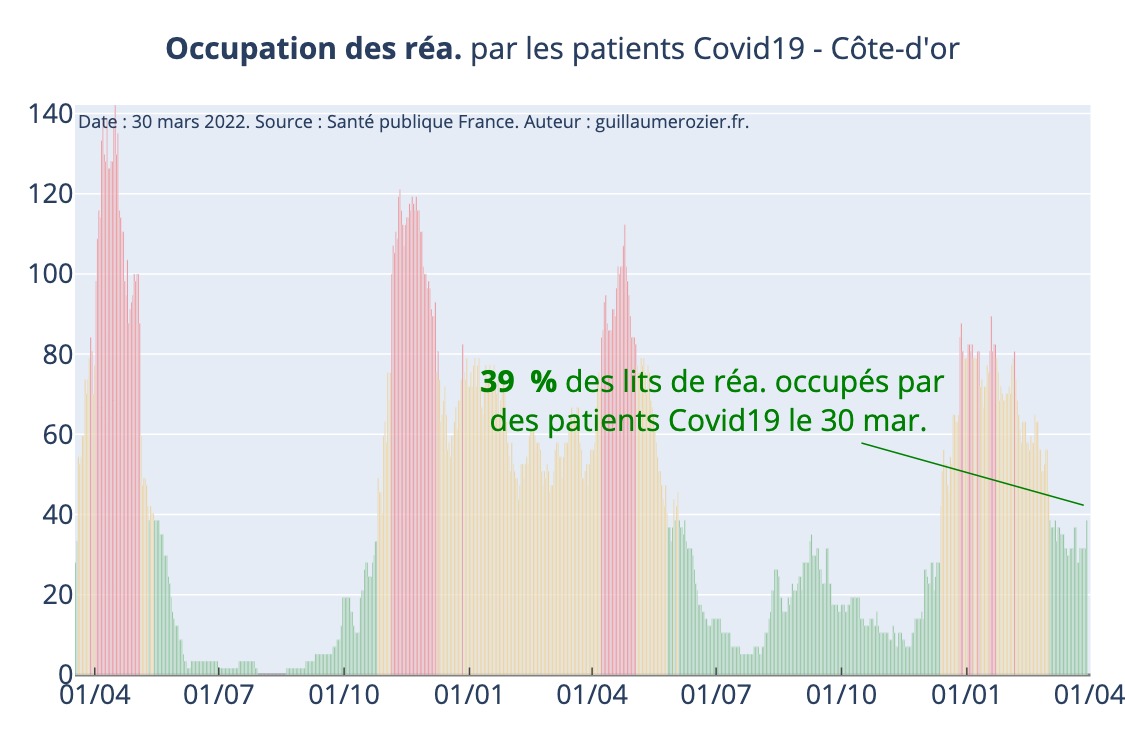 Occupation des réa. par les patients Covid19 - Côte-d'or
140
Date : 30 mars 2022. Source : Santé publique France. Auteur : guillaumerozier.fr.
120
100
80
39 % des lits de réa. occupés par
des patients Covid19 le 30 mar.
60
40
20
0
01/04 01/07 01/10 01/01 01/04 01/07 01/10 01/01 01/04